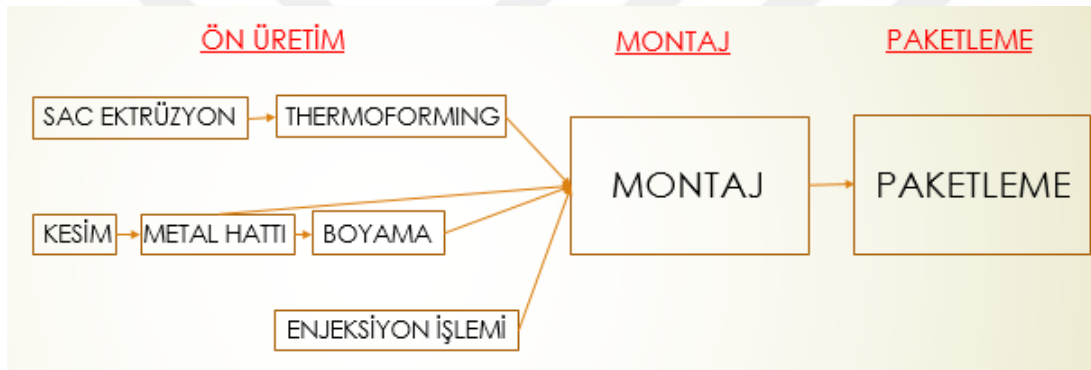 ÖN ÜRETİM
MONTAJ
PAKETLEME
SAC EKTRÜZYON
THERMOFORMING
MONTAJ
PAKETLEME
KESİM
METAL HATTI
BOYAMA
ENJEKSİYON İŞLEMİ